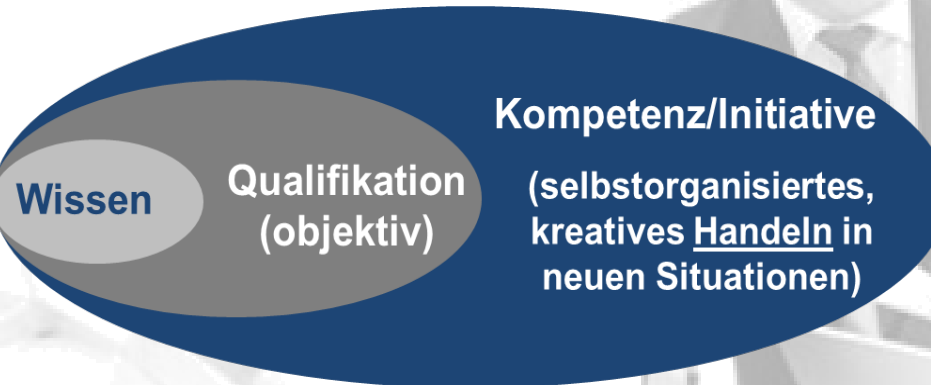 Wissen
Qualifikation
(objektiv)
Kompetenz/Initiative
(selbstorganisiertes,
kreatives Handeln in
neuen Situationen)